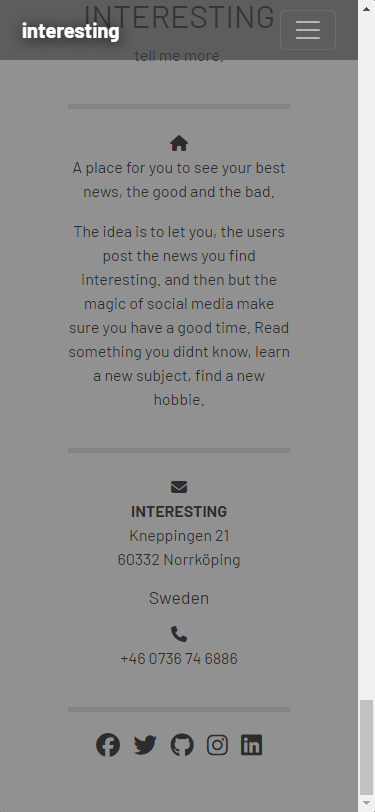 INTERESTING
interesting
tell me more.
A place for you to see your best
news, the good and the bad.
The idea is to let you, the users
post the news you find
interesting. and then but the
magic of social media make
sure you have a good time. Read
something you didnt know, learn
a new subject, find a new
hobbie.
INTERESTING
Kneppingen 21
60332 Norrköping
Sweden
+46 0736 74 6886